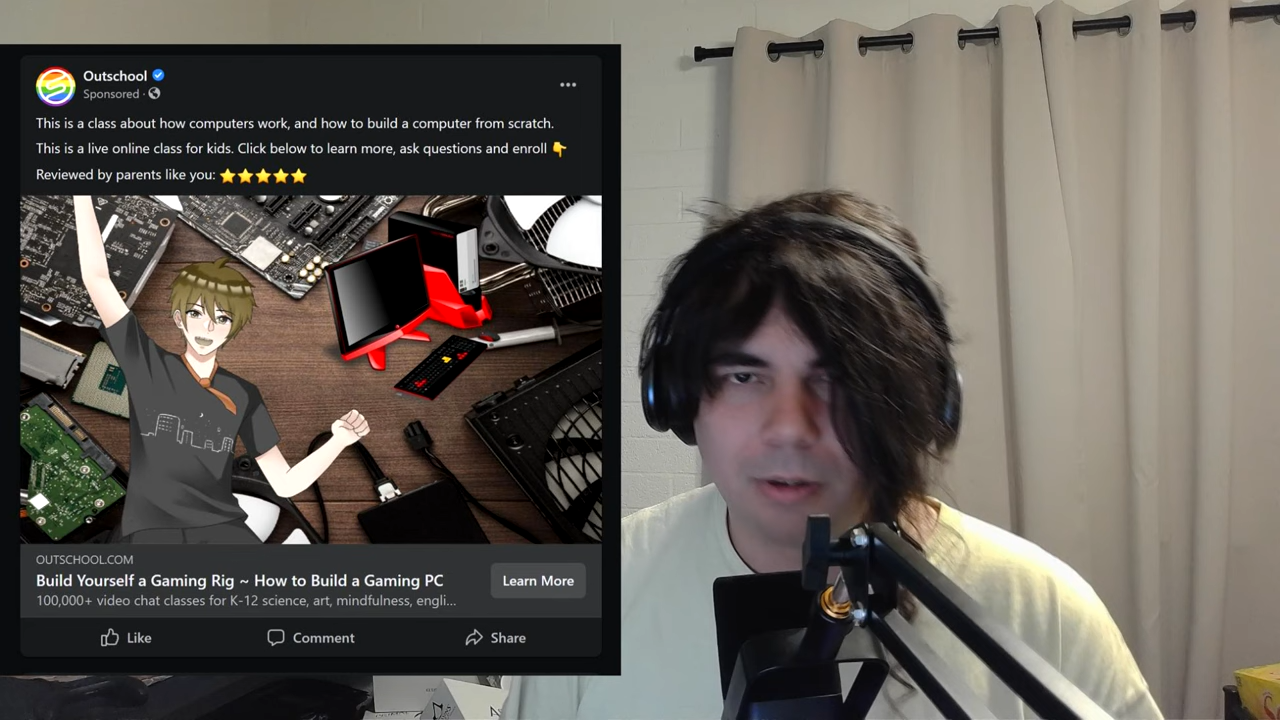 Outschool
Sponsored ·
This is a class about how computers work, and how to build a computer from scratch.
This is a live online class for kids. Click below to learn more, ask questions and enroll 👇
Reviewed by parents like you: ⭐⭐⭐⭐⭐
OUTSCHOOL.COM
Build Yourself a Gaming Rig ~ How to Build a Gaming PC
Learn More
100,000+ video chat classes for K-12 science, art, mindfulness, engli...
Like
Comment
Share